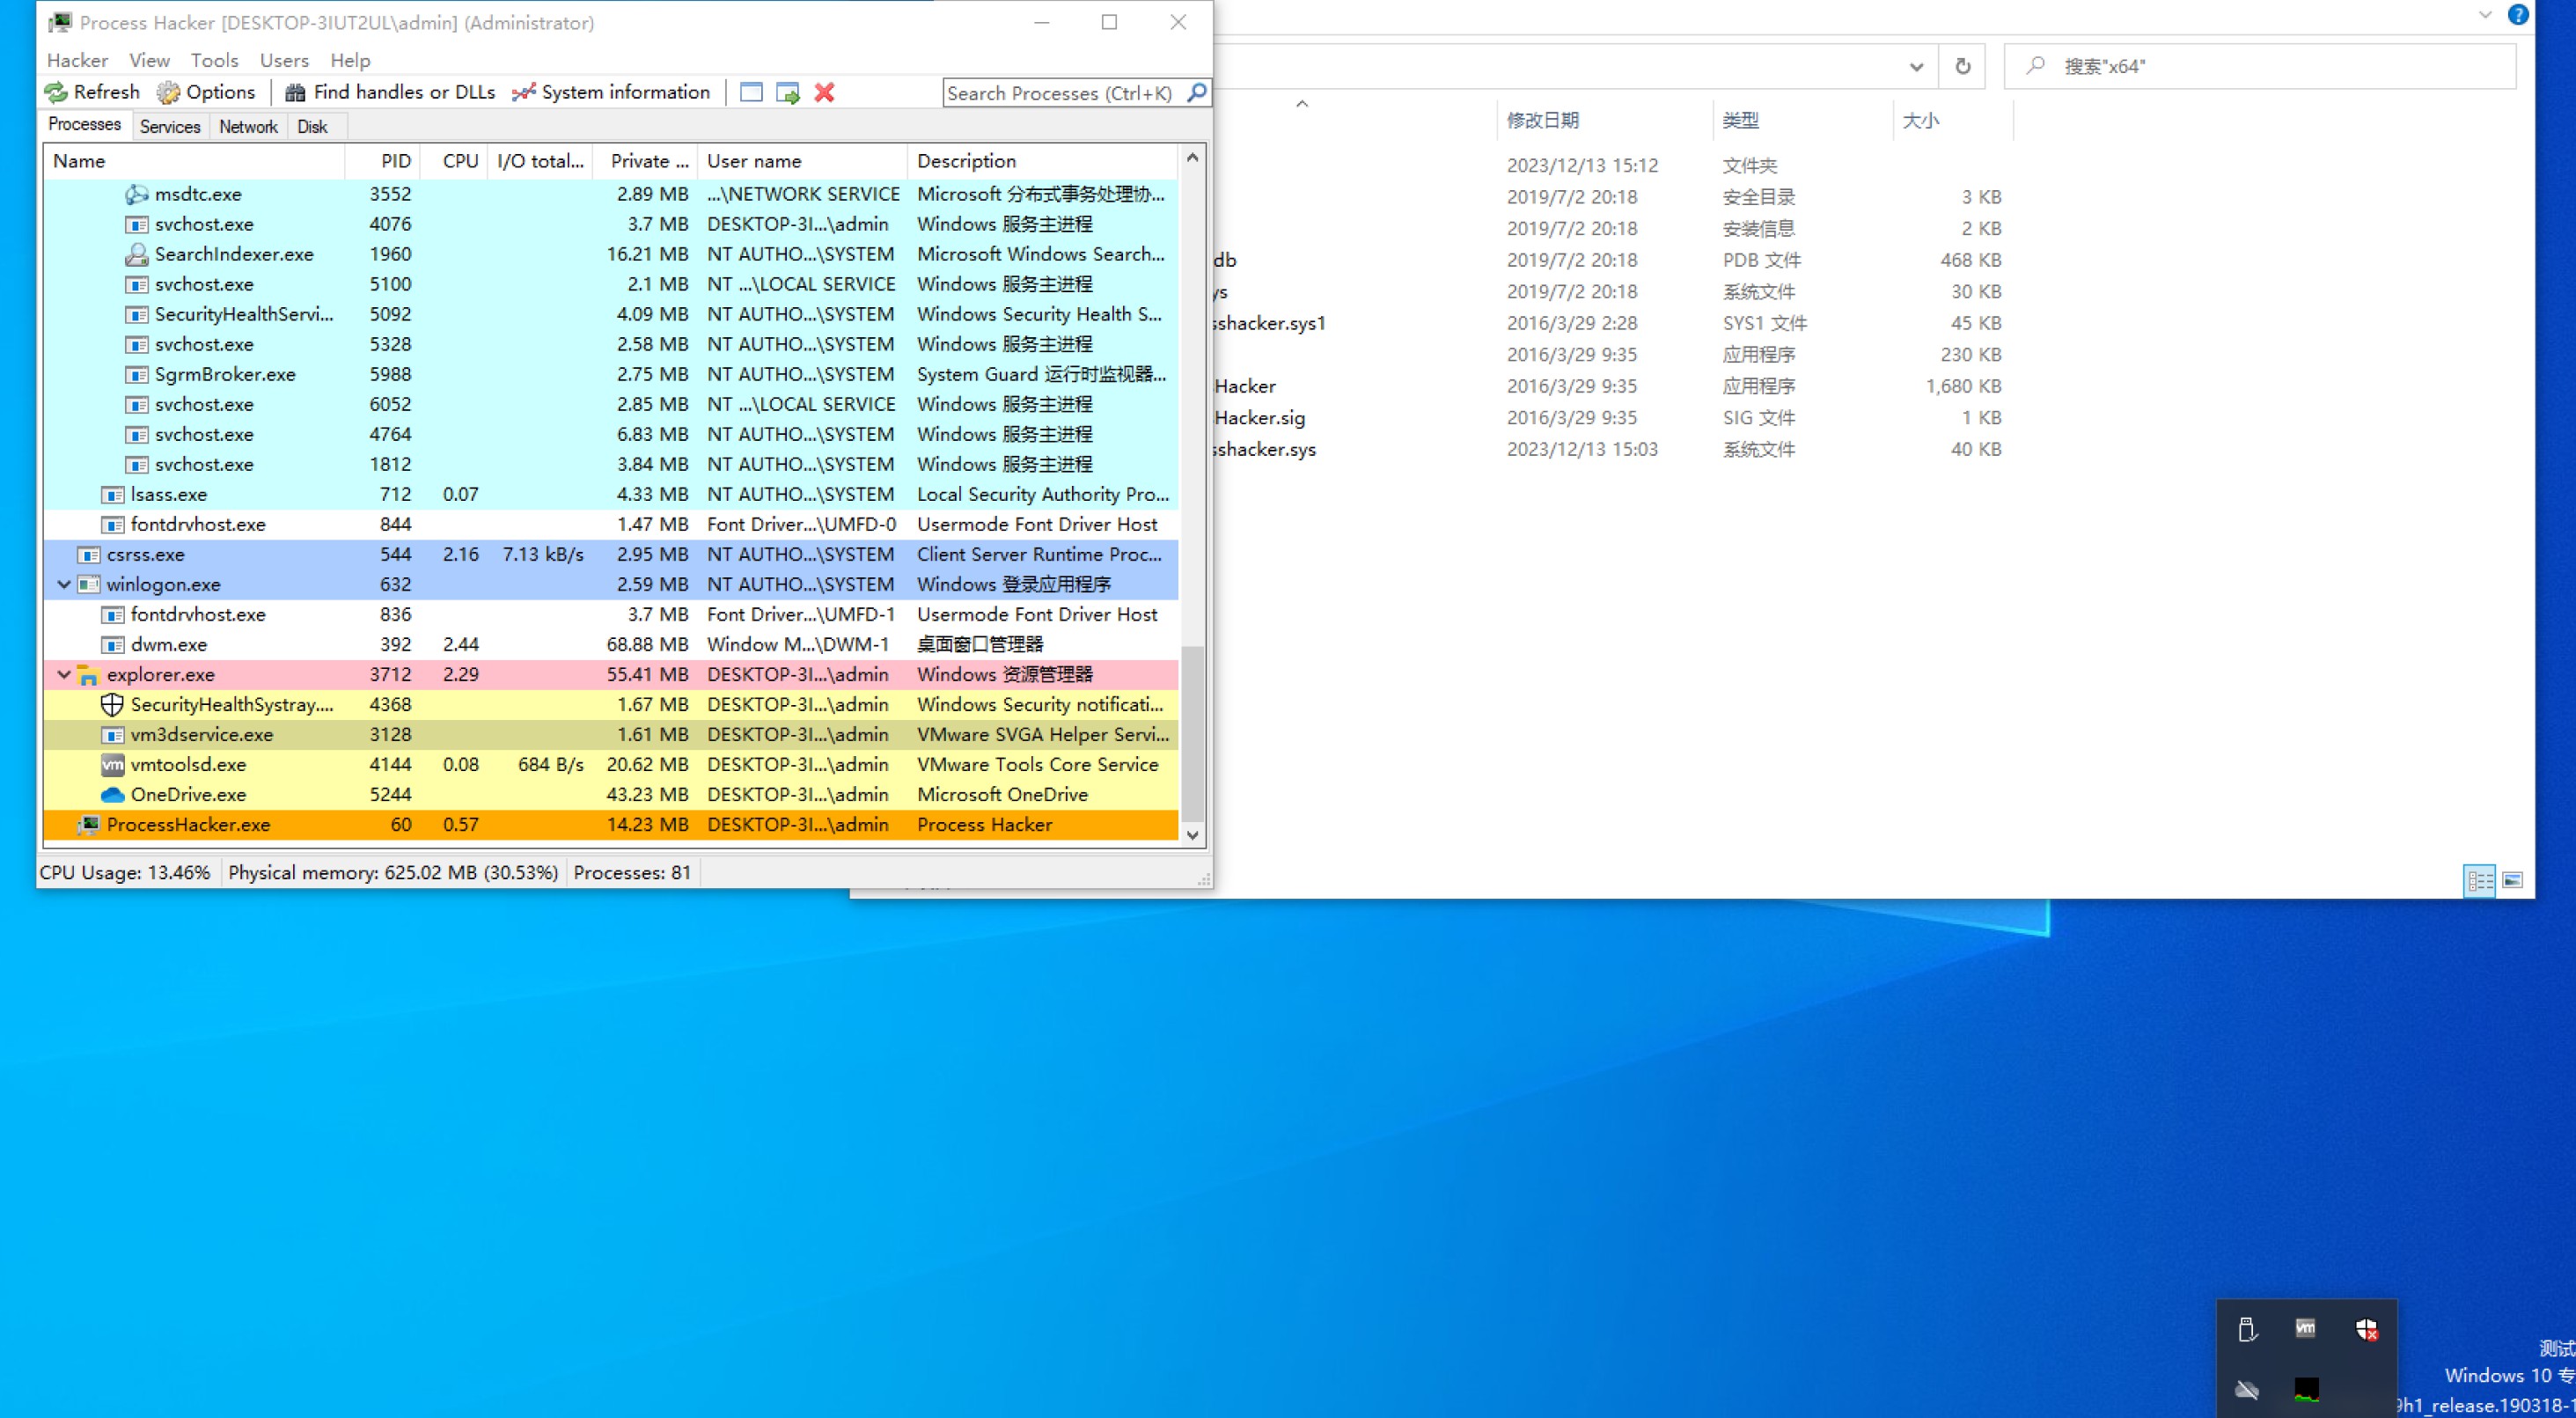 Process Hacker [DESKTOP-3IUT2UL\admin] (Administrator)
Hacker View Tools Users Help
Refresh Options Find handles or DLLs System information Search Processes (Ctrl+K)
Processes Services Network Disk
Name PID CPU I/O total... Private ... User name Description
msdtc.exe 3552 2.89 MB ...\NETWORK SERVICE Microsoft 分布式事务处理协...
svchost.exe 4076 3.7 MB DESKTOP-3I...\admin Windows 服务主进程
SearchIndexer.exe 1960 16.21 MB NT AUTHO...\SYSTEM Microsoft Windows Search...
svchost.exe 5100 2.1 MB NT ...\LOCAL SERVICE Windows 服务主进程
SecurityHealthServi... 5092 4.09 MB NT AUTHO...\SYSTEM Windows Security Health S...
svchost.exe 5328 2.58 MB NT AUTHO...\SYSTEM Windows 服务主进程
SgrmBroker.exe 5988 2.75 MB NT AUTHO...\SYSTEM System Guard 运行时监视器...
svchost.exe 6052 2.85 MB NT ...\LOCAL SERVICE Windows 服务主进程
svchost.exe 4764 6.83 MB NT AUTHO...\SYSTEM Windows 服务主进程
svchost.exe 1812 3.84 MB NT AUTHO...\SYSTEM Windows 服务主进程
lsass.exe 712 0.07 4.33 MB NT AUTHO...\SYSTEM Local Security Authority Pro...
fontdrvhost.exe 844 1.47 MB Font Driver...\UMFD-0 Usermode Font Driver Host
csrss.exe 544 2.16 7.13 kB/s 2.95 MB NT AUTHO...\SYSTEM Client Server Runtime Proc...
winlogon.exe 632 2.59 MB NT AUTHO...\SYSTEM Windows 登录应用程序
fontdrvhost.exe 836 3.7 MB Font Driver...\UMFD-1 Usermode Font Driver Host
dwm.exe 392 2.44 68.88 MB Window M...\DWM-1 桌面窗口管理器
explorer.exe 3712 2.29 55.41 MB DESKTOP-3I...\admin Windows 资源管理器
SecurityHealthSystray.... 4368 1.67 MB DESKTOP-3I...\admin Windows Security notificati...
vm3dservice.exe 3128 1.61 MB DESKTOP-3I...\admin VMware SVGA Helper Servi...
vmtoolsd.exe 4144 0.08 684 B/s 20.62 MB DESKTOP-3I...\admin VMware Tools Core Service
OneDrive.exe 5244 43.23 MB DESKTOP-3I...\admin Microsoft OneDrive
ProcessHacker.exe 60 0.57 14.23 MB DESKTOP-3I...\admin Process Hacker
CPU Usage: 13.46% Physical memory: 625.02 MB (30.53%) Processes: 81
搜索"x64"
修改日期 类型 大小
2023/12/13 15:12 文件夹
2019/7/2 20:18 安全目录 3 KB
2019/7/2 20:18 安装信息 2 KB
db 2019/7/2 20:18 PDB 文件 468 KB
ys 2019/7/2 20:18 系统文件 30 KB
sshacker.sys1 2016/3/29 2:28 SYS1 文件 45 KB
2016/3/29 9:35 应用程序 230 KB
Hacker 2016/3/29 9:35 应用程序 1,680 KB
Hacker.sig 2016/3/29 9:35 SIG 文件 1 KB
sshacker.sys 2023/12/13 15:03 系统文件 40 KB
vm
测试
Windows 10 专
9h1_release.190318-1